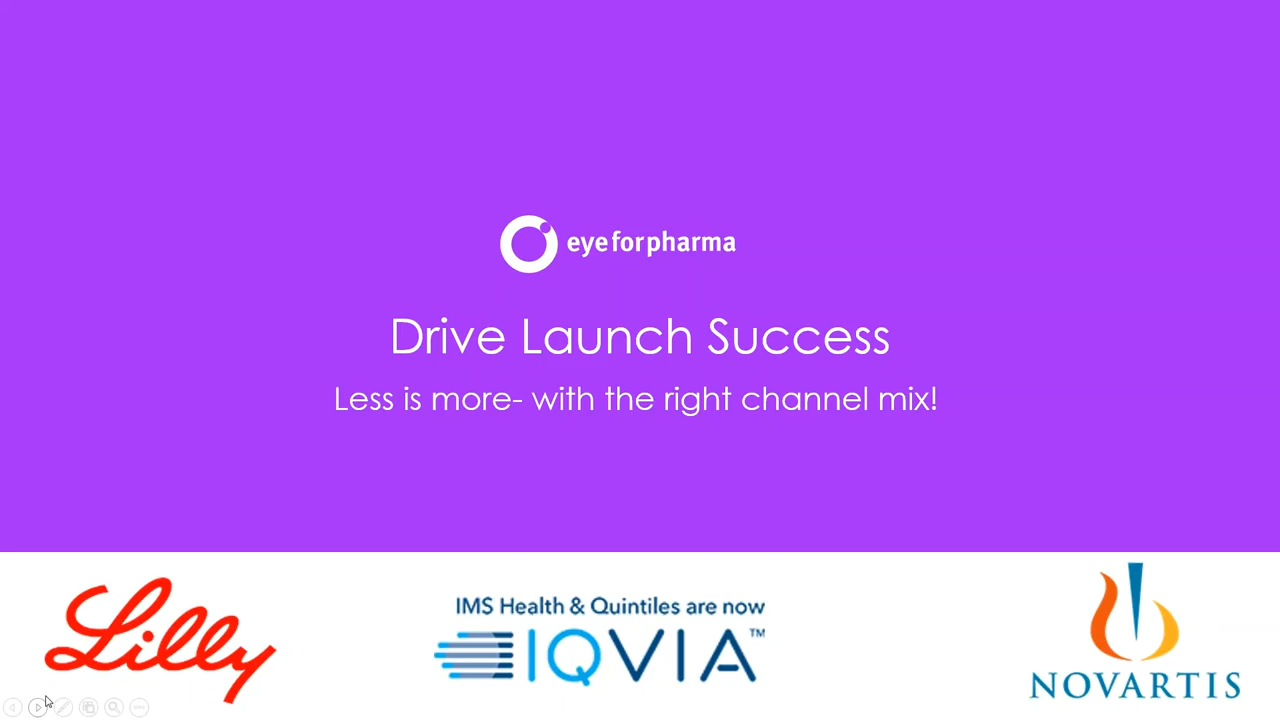 eyeforpharma
Drive Launch Success
Less is more- with the right channel mix!
Lilly
IMS Health & Quintiles are now
IQVIA™
NOVARTIS